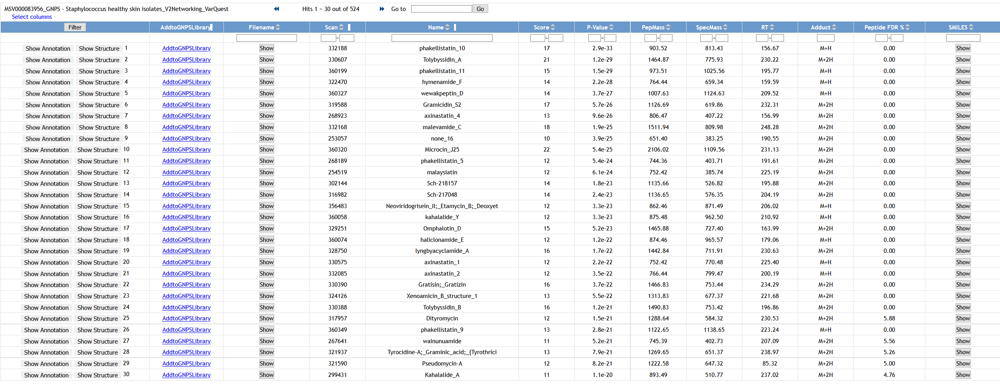 MSV000083956_GNPS - Staphylococcus healthy skin isolates_V2Networking_VarQuest Hits 1 ~ 30 out of 524 Go to Go
Select columns
Filter AddtoGNPSLibrary Filename Scan Name Score P-Value PepMass SpecMass RT Adduct Peptide FDR % SMILES
~ ~ ~ ~ ~ ~ ~
Show Annotation Show Structure 1 AddtoGNPSLibrary Show 332188 phakellistatin_10 17 2.9e-33 903.52 813.43 156.67 M+H 0.00 Show
Show Annotation Show Structure 2 AddtoGNPSLibrary Show 330607 Tolybyssidin_A 21 1.2e-29 1464.87 775.93 230.22 M+2H 0.00 Show
Show Annotation Show Structure 3 AddtoGNPSLibrary Show 360199 phakellistatin_11 15 1.5e-29 973.51 1025.56 195.77 M+H 0.00 Show
Show Annotation Show Structure 4 AddtoGNPSLibrary Show 322470 hymenamide_F 14 2.2e-28 764.44 659.34 159.59 M+H 0.00 Show
Show Annotation Show Structure 5 AddtoGNPSLibrary Show 360327 wewakpeptin_D 14 3.7e-27 1007.63 1124.63 209.52 M+H 0.00 Show
Show Annotation Show Structure 6 AddtoGNPSLibrary Show 319588 Gramicidin_S2 17 5.7e-26 1126.69 619.86 232.31 M+2H 0.00 Show
Show Annotation Show Structure 7 AddtoGNPSLibrary Show 268923 axinastatin_4 13 9.6e-26 806.47 407.22 156.99 M+2H 0.00 Show
Show Annotation Show Structure 8 AddtoGNPSLibrary Show 332168 malevamide_C 18 1.9e-25 1511.94 809.98 248.28 M+2H 0.00 Show
Show Annotation Show Structure 9 AddtoGNPSLibrary Show 253057 none_16 10 3.9e-25 651.40 383.25 190.55 M+2H 0.00 Show
Show Annotation Show Structure 10 AddtoGNPSLibrary Show 360320 Microcin_J25 22 5.4e-25 2106.02 1109.56 231.13 M+2H 0.00 Show
Show Annotation Show Structure 11 AddtoGNPSLibrary Show 268189 phakellistatin_5 12 5.4e-24 744.36 403.71 191.61 M+2H 0.00 Show
Show Annotation Show Structure 12 AddtoGNPSLibrary Show 254519 malaysiatin 12 6.1e-24 752.42 385.74 225.19 M+2H 0.00 Show
Show Annotation Show Structure 13 AddtoGNPSLibrary Show 302144 Sch-218157 14 1.8e-23 1135.66 526.82 195.88 M+2H 0.00 Show
Show Annotation Show Structure 14 AddtoGNPSLibrary Show 316982 Sch-217048 14 2.4e-23 1136.65 576.35 204.19 M+2H 0.00 Show
Show Annotation Show Structure 15 AddtoGNPSLibrary Show 356483 Neoviridogrisein_II;_Etamycin_B;_Deoxyet 12 3.3e-23 862.46 871.49 206.02 M+H 0.00 Show
Show Annotation Show Structure 16 AddtoGNPSLibrary Show 360058 kahalalide_Y 12 3.3e-23 875.48 962.50 210.92 M+H 0.00 Show
Show Annotation Show Structure 17 AddtoGNPSLibrary Show 329251 Omphalotin_D 15 5.2e-23 1465.88 727.40 163.99 M+2H 0.00 Show
Show Annotation Show Structure 18 AddtoGNPSLibrary Show 360074 haliclonamide_E 12 1.2e-22 874.46 965.57 179.06 M+H 0.00 Show
Show Annotation Show Structure 19 AddtoGNPSLibrary Show 328750 lyngbyacyclamide_A 16 1.7e-22 1442.84 711.91 230.63 M+2H 0.00 Show
Show Annotation Show Structure 20 AddtoGNPSLibrary Show 330575 axinastatin_1 12 2.2e-22 752.42 770.48 225.40 M+H 0.00 Show
Show Annotation Show Structure 21 AddtoGNPSLibrary Show 332085 axinastatin_2 12 3.5e-22 766.44 799.47 200.19 M+H 0.00 Show
Show Annotation Show Structure 22 AddtoGNPSLibrary Show 330390 Gratisin;_Gratizin 16 3.7e-22 1466.83 753.44 234.29 M+2H 0.00 Show
Show Annotation Show Structure 23 AddtoGNPSLibrary Show 324126 Xenoamicin_B_structure_1 13 5.5e-22 1313.83 677.37 221.68 M+2H 0.00 Show
Show Annotation Show Structure 24 AddtoGNPSLibrary Show 330388 Tolybyssidin_B 16 1.2e-21 1490.83 753.42 196.86 M+2H 0.00 Show
Show Annotation Show Structure 25 AddtoGNPSLibrary Show 317957 Dityromycin 12 1.5e-21 1288.64 584.32 230.53 M+2H 5.88 Show
Show Annotation Show Structure 26 AddtoGNPSLibrary Show 360349 phakellistatin_9 13 2.8e-21 1122.65 1138.65 223.24 M+H 0.00 Show
Show Annotation Show Structure 27 AddtoGNPSLibrary Show 267641 wainunuamide 11 5.2e-21 745.39 402.73 207.09 M+2H 5.56 Show
Show Annotation Show Structure 28 AddtoGNPSLibrary Show 321937 Tyrocidine-A;_Graminic_acid;_(Tyrothrici 13 7.9e-21 1269.65 651.37 238.97 M+2H 5.26 Show
Show Annotation Show Structure 29 AddtoGNPSLibrary Show 321590 Pseudomycin-A 12 8.2e-21 1222.58 647.32 85.32 M+2H 5.00 Show
Show Annotation Show Structure 30 AddtoGNPSLibrary Show 299431 Kahalalide_A 11 1.1e-20 893.49 510.77 237.02 M+2H 4.76 Show